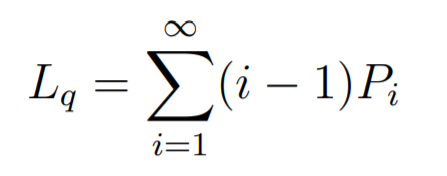 $L_q = \sum_{i=1}^{\infty} (i-1)P_i$